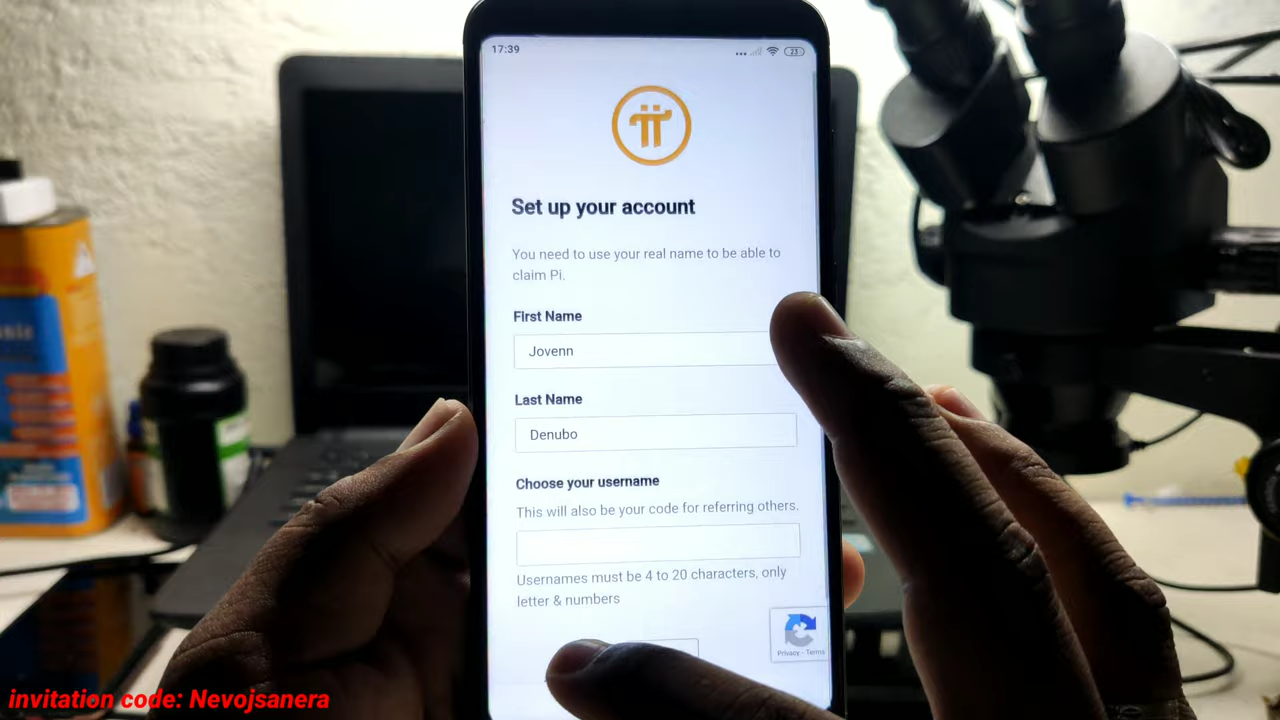 17:39
23
Set up your account
You need to use your real name to be able to
claim Pi.
First Name
Jovenn
Last Name
Denubo
Choose your username
This will also be your code for referring others.
Usernames must be 4 to 20 characters, only
letter & numbers
Privacy - Terms
invitation code: Nevojsanera